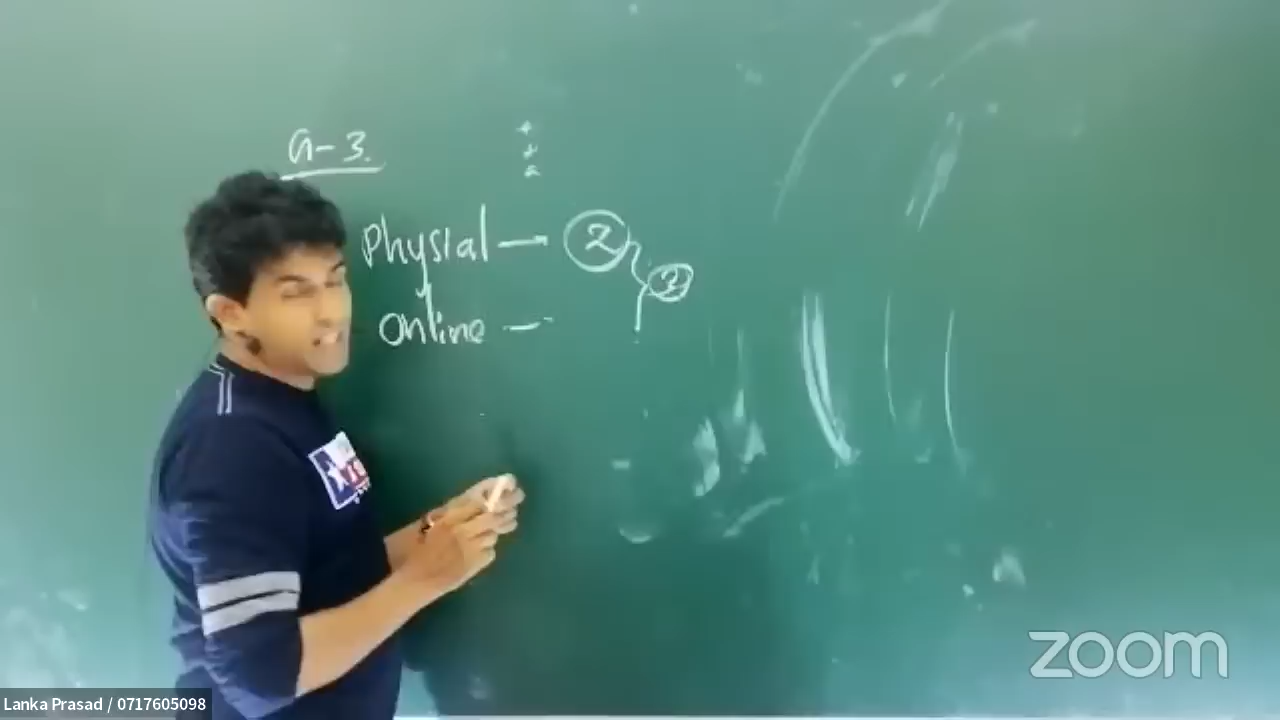 G-3.
Physial — 2
3
Online —
zoom
Lanka Prasad / 0717605098